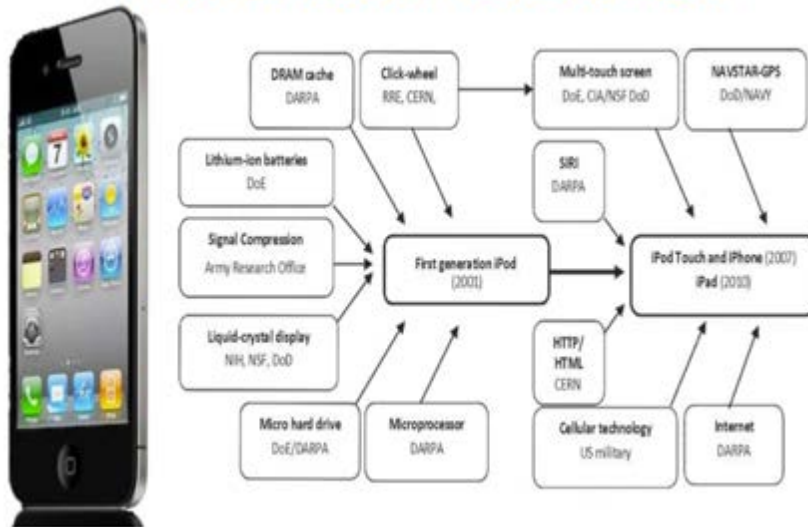 DRAM cache
DARPA
Click-wheel
RRE, CERN,
Multi-touch screen
DoE, CIA/NSF DoD
NAVSTAR-GPS
DoD/NAVY
Lithium-ion batteries
DoE
SIRI
DARPA
Signal Compression
Army Research Office
First generation iPod
(2001)
iPod Touch and iPhone (2007)
iPad (2010)
Liquid-crystal display
NIH, NSF, DoD
HTTP/
HTML
CERN
Micro hard drive
DoE/DARPA
Microprocessor
DARPA
Cellular technology
US military
Internet
DARPA
7